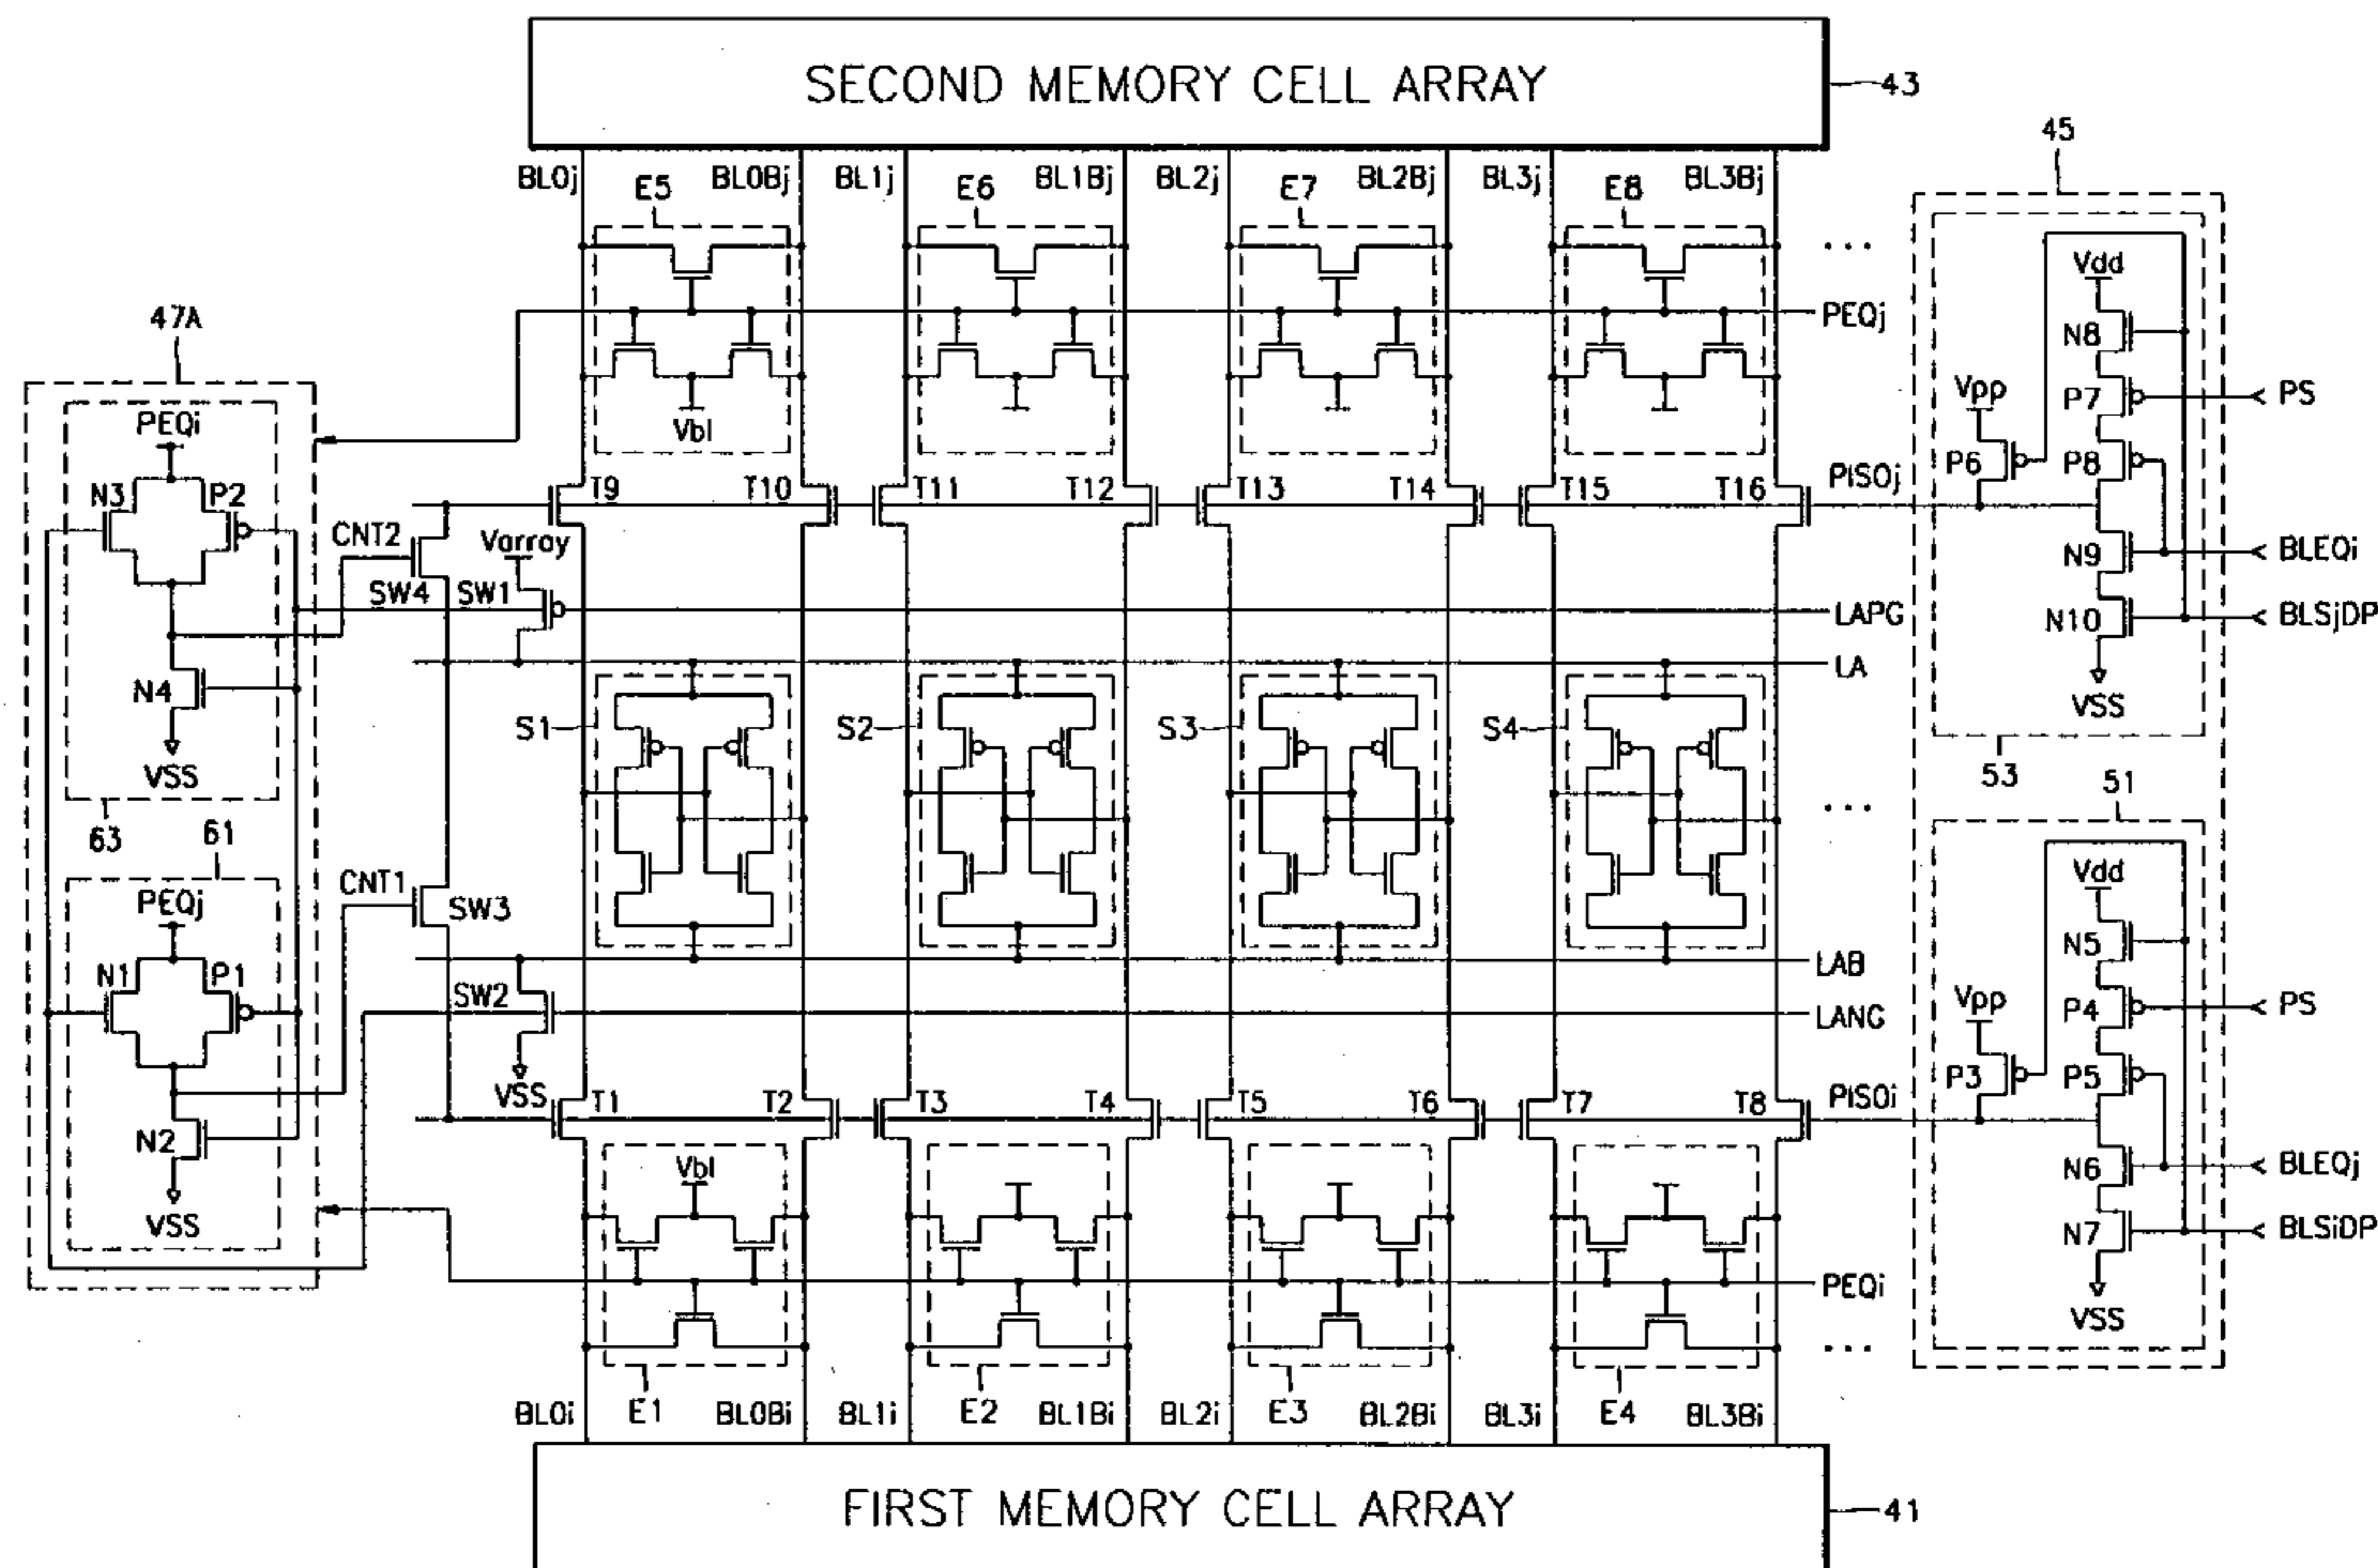 SECOND MEMORY CELL ARRAY
43
45
BL0j
E5
BL0Bj
BL1j
E6
BL1Bj
BL2j
E7
BL2Bj
BL3j
E8
BL3Bj
...
Vdd
PEQj
N8
47A
PEQi
Vbl
Vpp
P7
PS
N3
P2
T9
T10
T11
T12
T13
T14
T15
T16
PISOj
P6
P8
CNT2
Varray
N9
BLEQi
SW4
SW1
LAPG
N10
BLSjDP
N4
LA
VSS
S1
S2
S3
S4
VSS
53
51
63
61
...
CNT1
SW3
Vdd
PEQj
N5
LAB
N1
P1
SW2
Vpp
LANG
P4
PS
VSS
T1
T2
T3
T4
T5
T6
T7
T8
PISOi
P3
P5
N2
Vbl
N6
BLEQj
VSS
N7
BLSiDP
PEQi
VSS
...
BL0i
E1
BL0Bi
BL1i
E2
BL1Bi
BL2i
E3
BL2Bi
BL3i
E4
BL3Bi
FIRST MEMORY CELL ARRAY
41